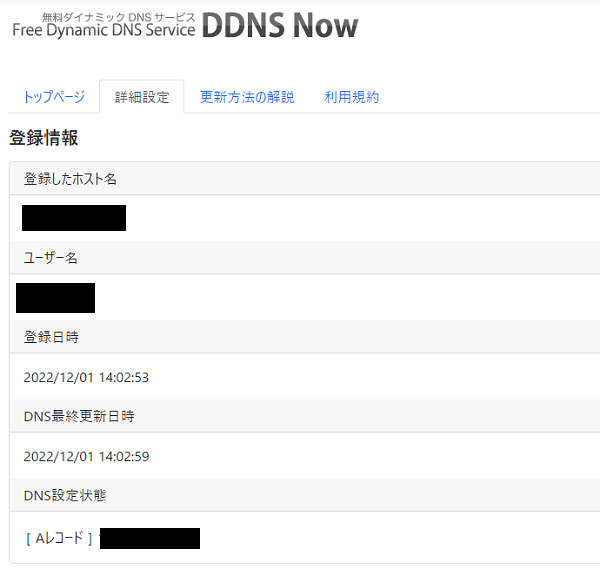 無料ダイナミック DNS サービス
Free Dynamic DNS Service DDNS Now
トップページ 詳細設定 更新方法の解説 利用規約
登録情報
登録したホスト名
ユーザー名
登録日時
2022/12/01 14:02:53
DNS最終更新日時
2022/12/01 14:02:59
DNS設定状態
[ Aレコード ]